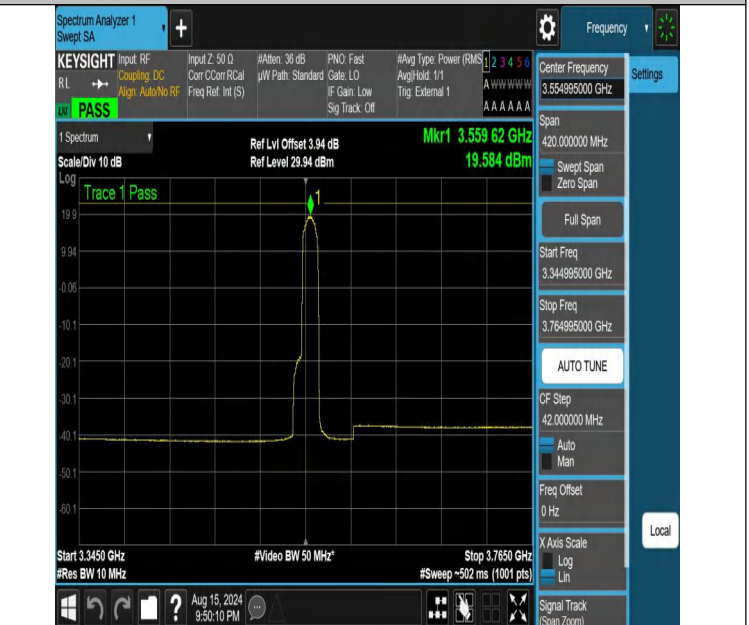 Spectrum Analyzer 1
Swept SA
+
Frequency
KEYSIGHT
RL
LXI
PASS
Input: RF
Coupling: DC
Align: Auto/No RF
Input Z: 50 Ω
Corr CCorr RCal
Freq Ref: Int (S)
#Atten: 36 dB
µW Path: Standard
PNO: Fast
Gate: LO
IF Gain: Low
Sig Track: Off
#Avg Type: Power (RMS
Avg|Hold: 1/1
Trig: External 1
1 2 3 4 5 6
A W W W W W
A A A A A A
1 Spectrum
Scale/Div 10 dB
Log
Ref Lvl Offset 3.94 dB
Ref Level 29.94 dBm
Mkr1 3.559 62 GHz
19.584 dBm
Trace 1 Pass
1
19.9
9.94
-0.06
-10.1
-20.1
-30.1
-40.1
-50.1
-60.1
Start 3.3450 GHz
#Res BW 10 MHz
#Video BW 50 MHz*
Stop 3.7650 GHz
#Sweep ~502 ms (1001 pts)
Center Frequency
3.554995000 GHz
Settings
Span
420.000000 MHz
Swept Span
Zero Span
Full Span
Start Freq
3.344995000 GHz
Stop Freq
3.764995000 GHz
AUTO TUNE
CF Step
42.000000 MHz
Auto
Man
Freq Offset
0 Hz
X Axis Scale
Log
Lin
Local
Signal Track
(Span Zoom)
?
Aug 15, 2024
9:50:10 PM